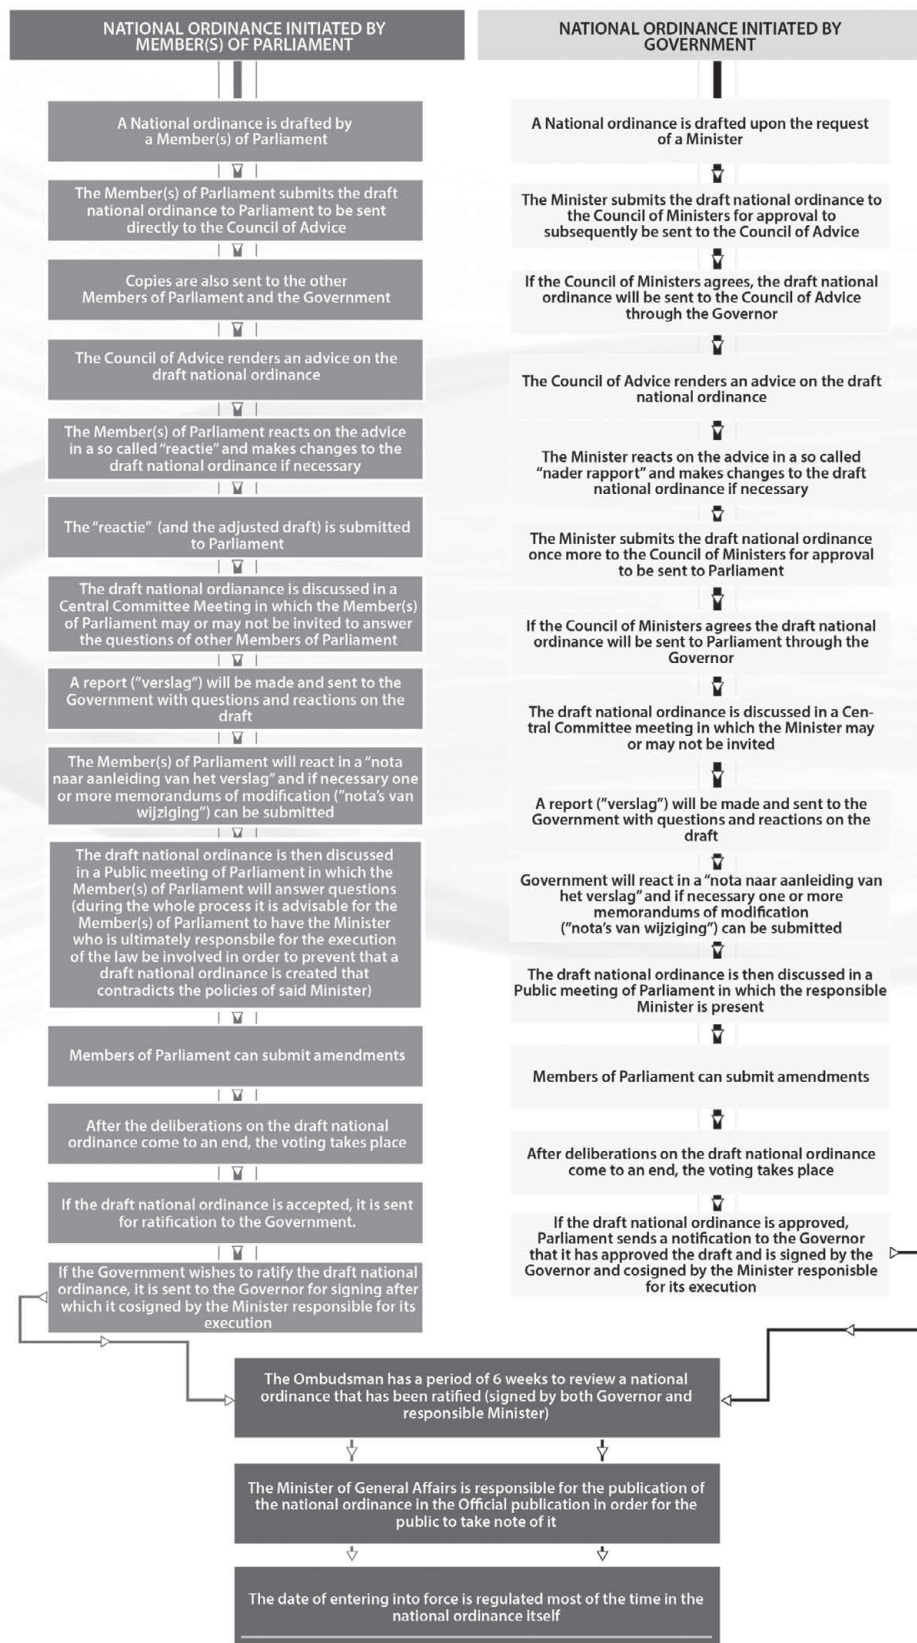 NATIONAL ORDINANCE INITIATED BY
MEMBER(S) OF PARLIAMENT
A National ordinance is drafted by
a Member(s) of Parliament
The Member(s) of Parliament submits the draft
national ordinance to Parliament to be sent
directly to the Council of Advice
Copies are also sent to the other
Members of Parliament and the Government
The Council of Advice renders an advice on the
draft national ordinance
The Member(s) of Parliament reacts on the advice
in a so called “reactie” and makes changes to the
draft national ordinance if necessary
The “reactie” (and the adjusted draft) is submitted
to Parliament
The draft national ordianance is discussed in a
Central Committee Meeting in which the Member(s)
of Parliament may or may not be invited to answer
the questions of other Members of Parliament
A report (”verslag”) will be made and sent to the
Government with questions and reactions on the
draft
The Member(s) of Parliament will react in a “nota
naar aanleiding van het verslag” and if necessary one
or more memorandums of modification (”nota’s van
wijziging”) can be submitted
The draft national ordinance is then discussed
in a Public meeting of Parliament in which the
Member(s) of Parliament will answer questions
(during the whole process it is advisable for the
Member(s) of Parliament to have the Minister
who is ultimately responsbile for the execution
of the law be involved in order to prevent that a
draft national ordinance is created that
contradicts the policies of said Minister)
Members of Parliament can submit amendments
After the deliberations on the draft national
ordinance come to an end, the voting takes place
If the draft national ordinance is accepted, it is sent
for ratification to the Government.
If the Government wishes to ratify the draft national
ordinance, it is sent to the Governor for signing after
which it cosigned by the Minister responsible for its
execution
NATIONAL ORDINANCE INITIATED BY
GOVERNMENT
A National ordinance is drafted upon the request
of a Minister
The Minister submits the draft national ordinance to
the Council of Ministers for approval to
subsequently be sent to the Council of Advice
If the Council of Ministers agrees, the draft national
ordinance will be sent to the Council of Advice
through the Governor
The Council of Advice renders an advice on the draft
national ordinance
The Minister reacts on the advice in a so called
“nader rapport” and makes changes to the draft
national ordinance if necessary
The Minister submits the draft national ordinance
once more to the Council of Ministers for approval
to be sent to Parliament
If the Council of Ministers agrees the draft national
ordinance will be sent to Parliament through the
Governor
The draft national ordinance is discussed in a Cen-
tral Committee meeting in which the Minister may
or may not be invited
A report (”verslag”) will be made and sent to the
Government with questions and reactions on the
draft
Government will react in a “nota naar aanleiding van
het verslag” and if necessary one or more
memorandums of modification
(”nota’s van wijziging”) can be submitted
The draft national ordinance is then discussed in a
Public meeting of Parliament in which the responsible
Minister is present
Members of Parliament can submit amendments
After deliberations on the draft national ordinance
come to an end, the voting takes place
If the draft national ordinance is approved,
Parliament sends a notification to the Governor
that it has approved the draft and is signed by the
Governor and cosigned by the Minister responisble
for its execution
The Ombudsman has a period of 6 weeks to review a national
ordinance that has been ratified (signed by both Governor and
responsible Minister)
The Minister of General Affairs is responsible for the publication of
the national ordinance in the Official publication in order for the
public to take note of it
The date of entering into force is regulated most of the time in the
national ordinance itself